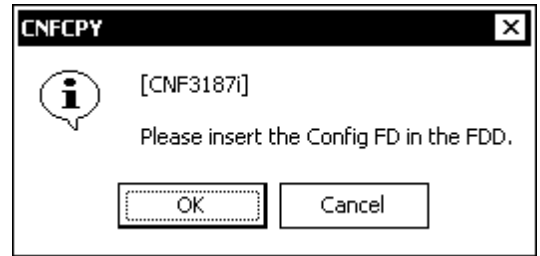 CNFCPY
[CNF3187i]
Please insert the Config FD in the FDD.
OK
Cancel